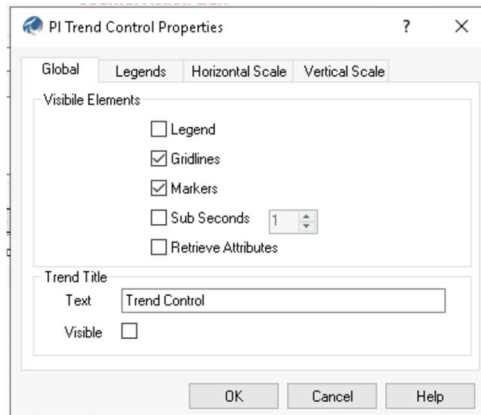 PI Trend Control Properties ? ×
Global Legends Horizontal Scale Vertical Scale
Visibile Elements
Legend
Gridlines
Markers
Sub Seconds 1
Retrieve Attributes
Trend Title
Text Trend Control
Visible
OK Cancel Help